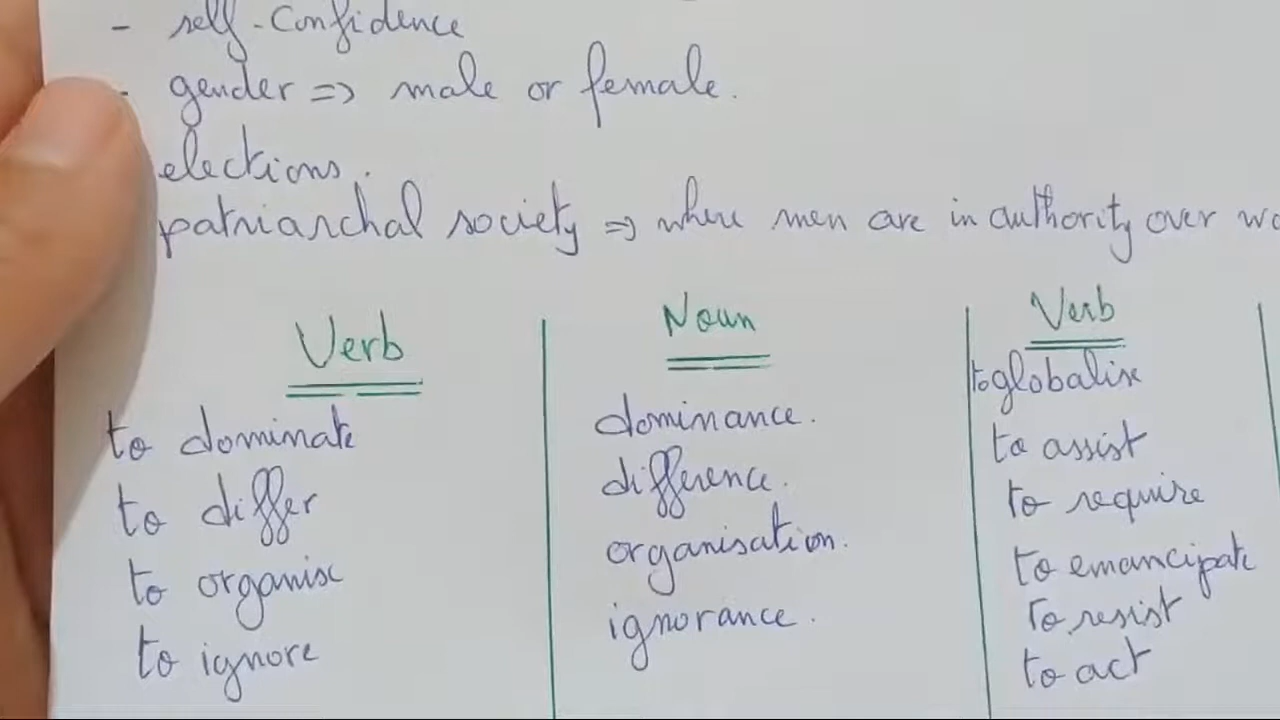 - self-confidence
- gender => male or female.
elections.
patriarchal society => where men are in authority over
Verb
to dominate
to differ
to organise
to ignore
Noun
dominance.
difference.
organisation.
ignorance.
Verb
to globalise
to assist
to require
to emancipate
to resist
to act